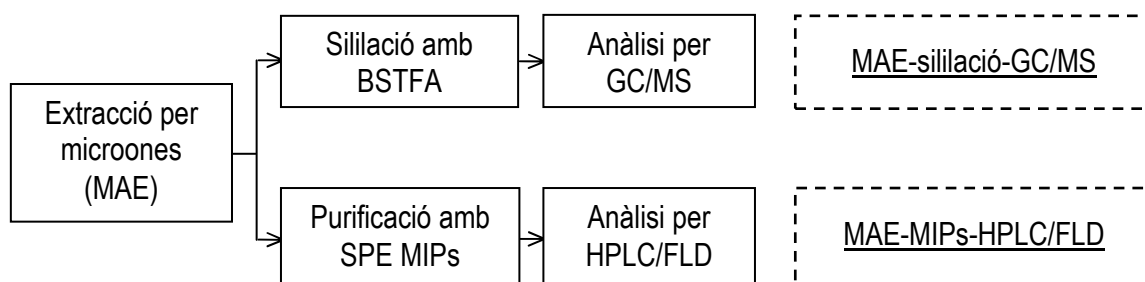 Extracció per
microones
(MAE)
Sililació amb
BSTFA
Anàlisi per
GC/MS
MAE-sililació-GC/MS
Purificació amb
SPE MIPs
Anàlisi per
HPLC/FLD
MAE-MIPs-HPLC/FLD